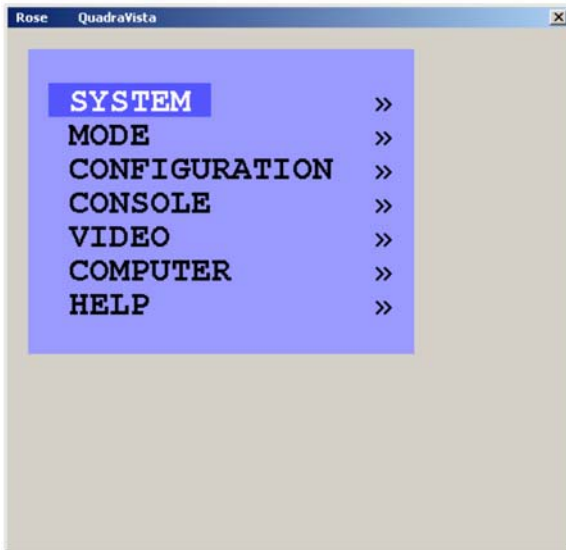 Rose QuadraVista
SYSTEM »
MODE »
CONFIGURATION »
CONSOLE »
VIDEO »
COMPUTER »
HELP »